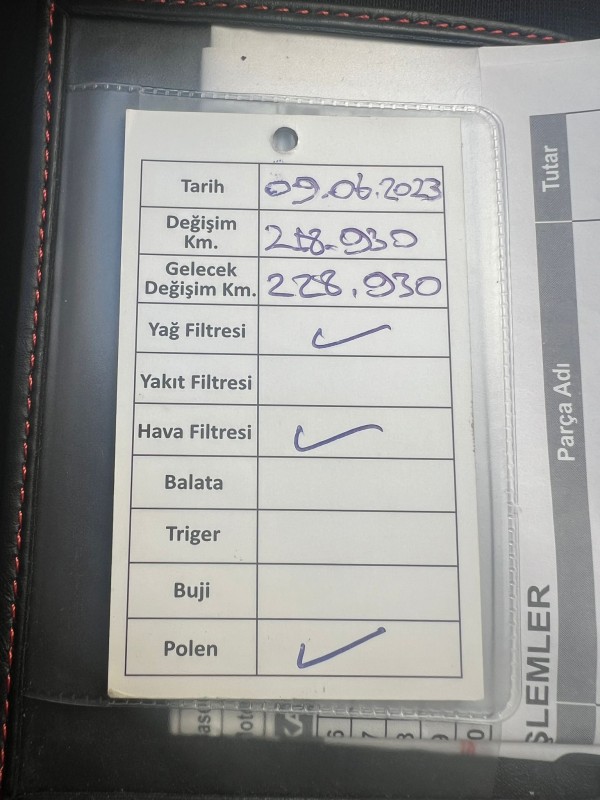 Tarih 09.06.2023
Değişim
Km. 218.930
Gelecek
Değişim Km. 228.930
Yağ Filtresi
Yakıt Filtresi
Hava Filtresi
Balata
Triger
Buji
Polen
Tutar
Parça Adı